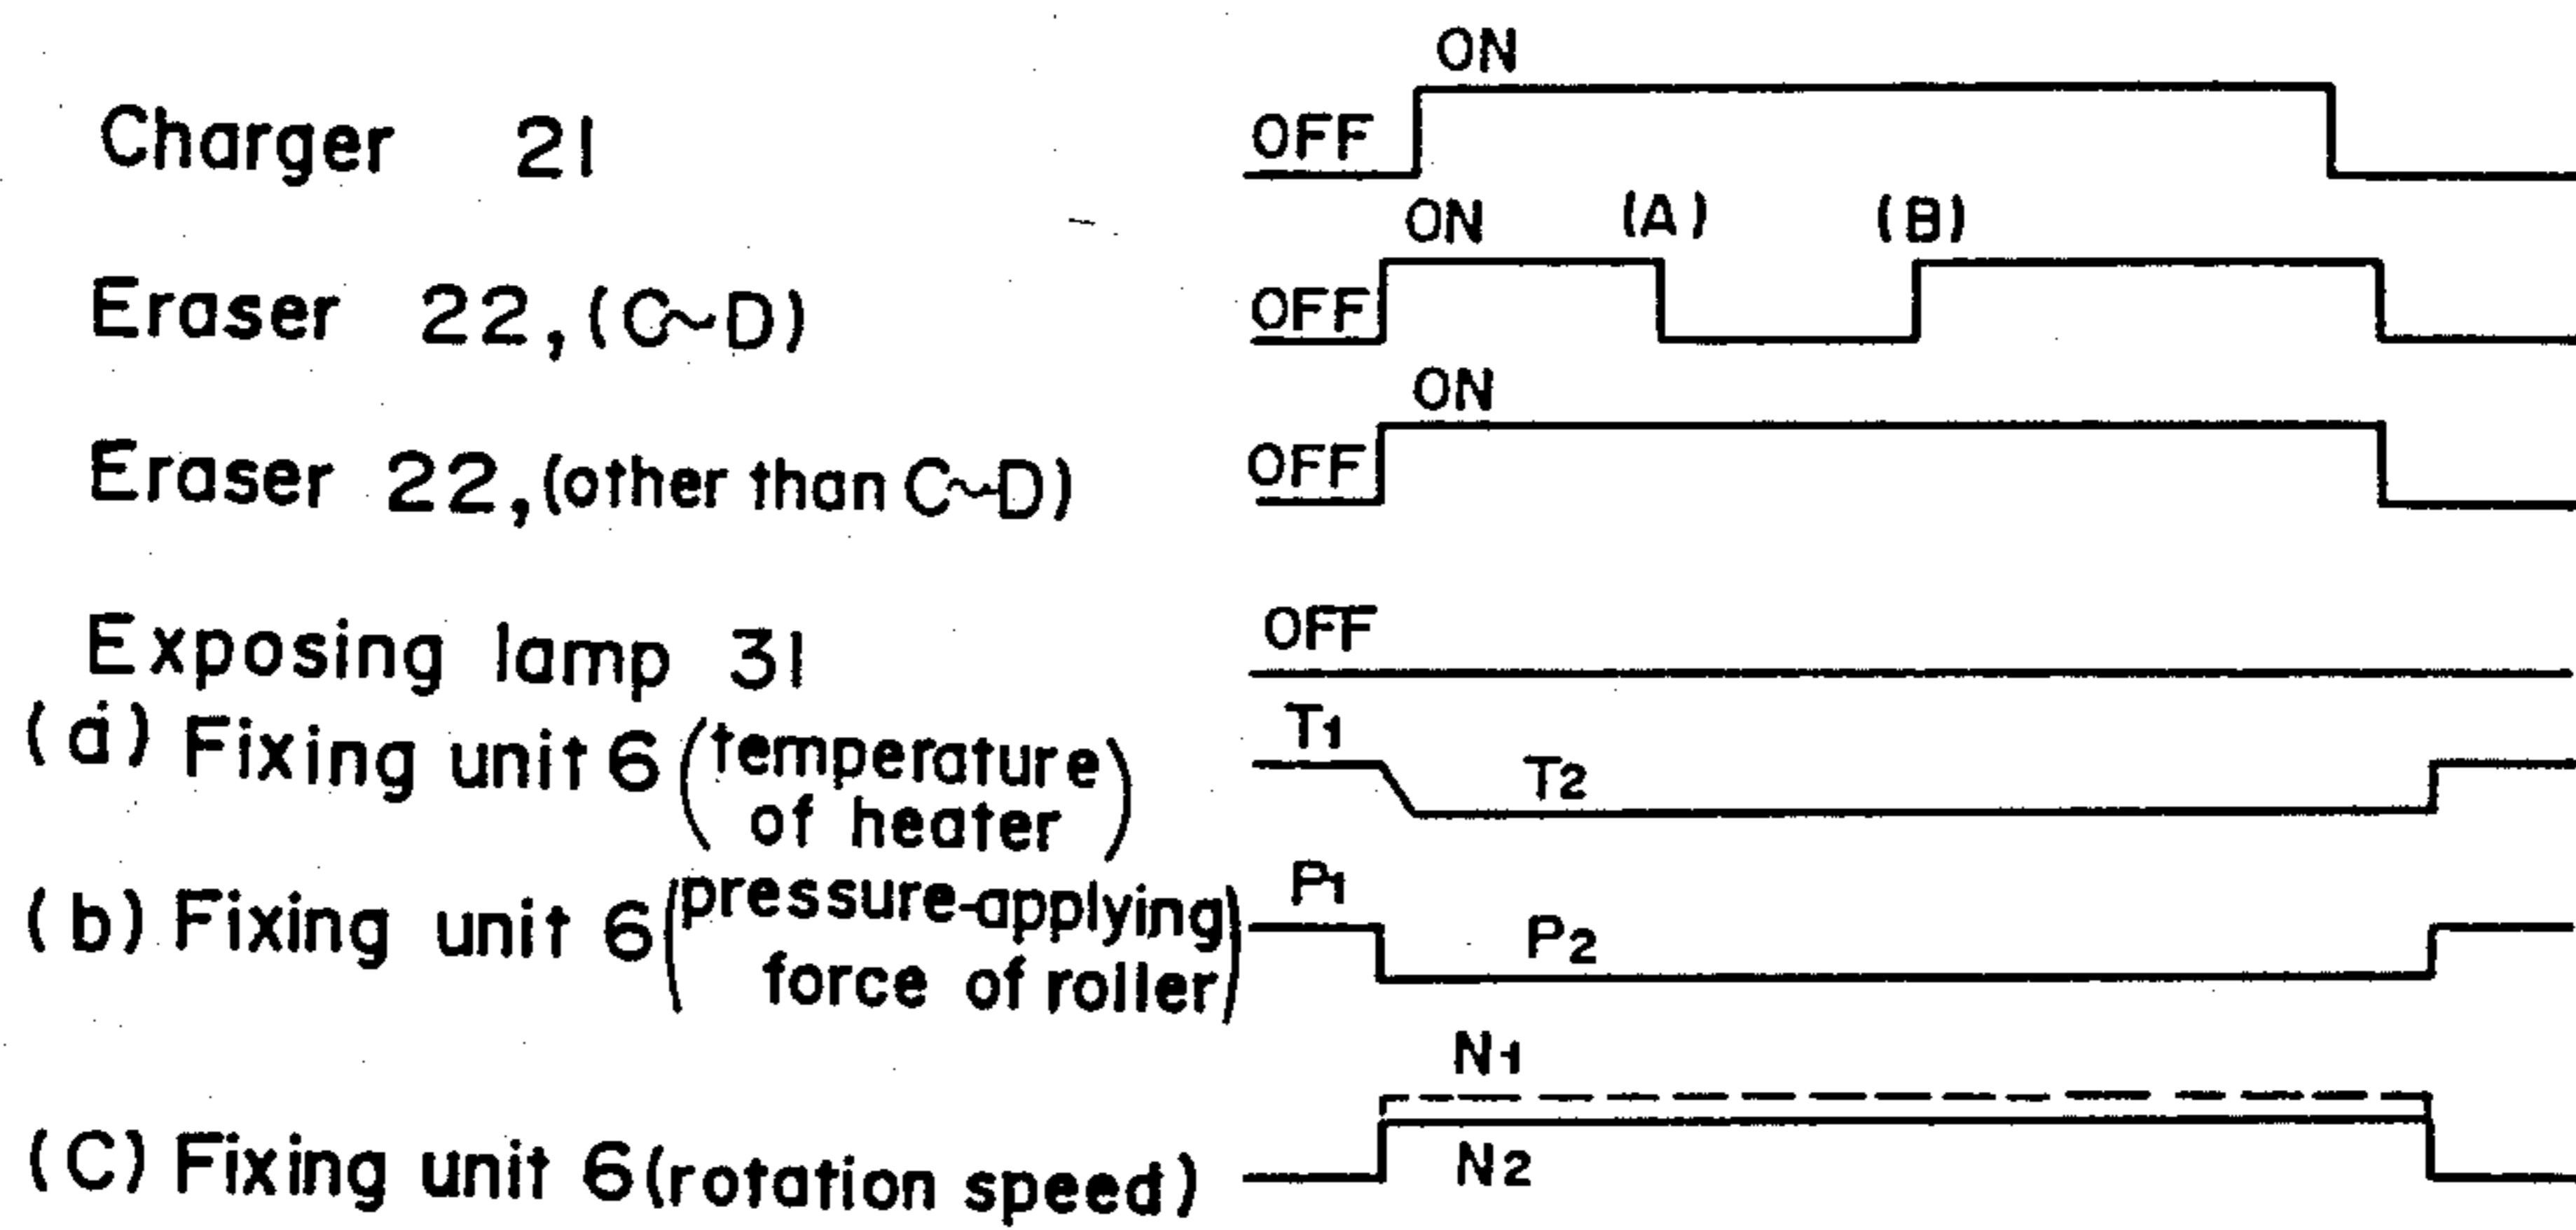 ON
Charger 21 OFF
ON (A) (B)
Eraser 22, (C~D) OFF
ON
Eraser 22, (other than C~D) OFF
Exposing lamp 31 OFF
(a) Fixing unit 6 (temperature of heater) T1 T2
(b) Fixing unit 6 (pressure-applying force of roller) P1 P2
N1
(C) Fixing unit 6 (rotation speed) N2